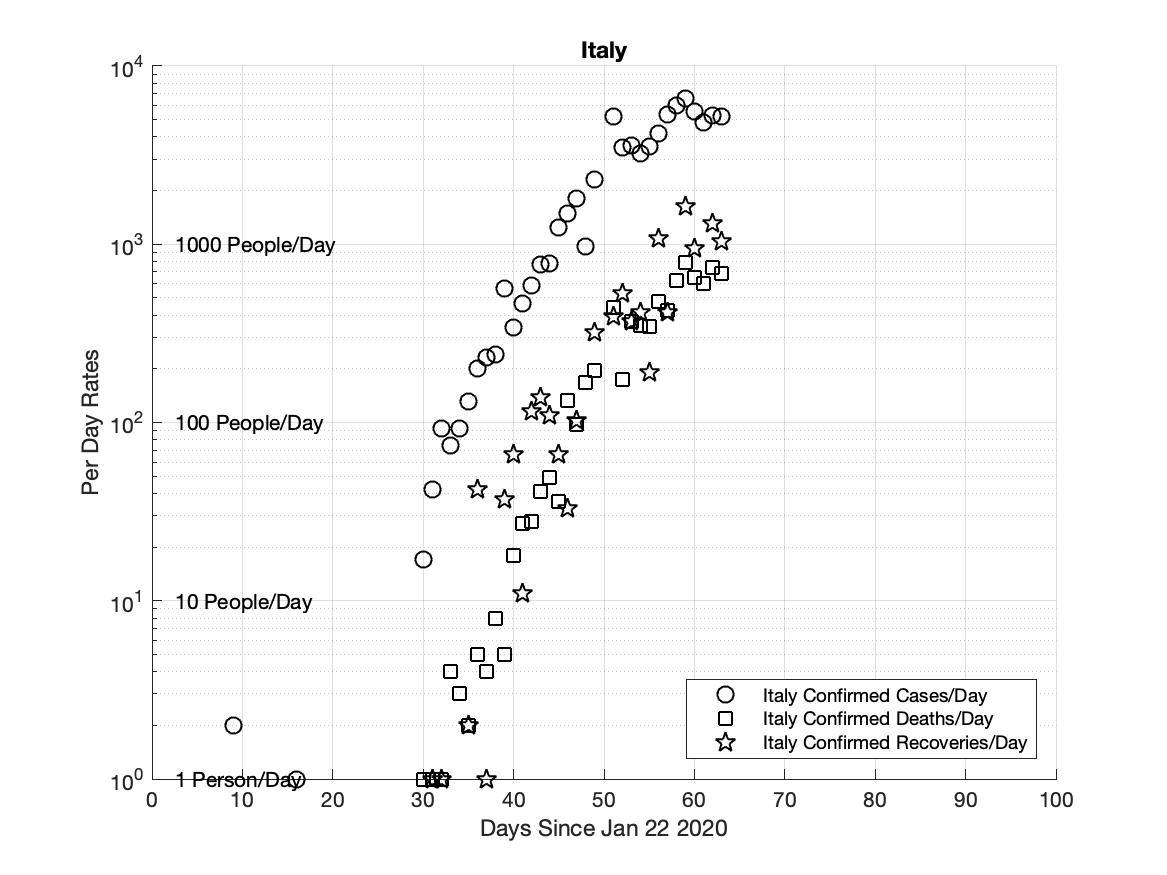 Italy
10^4
1000 People/Day
10^3
100 People/Day
10^2
10 People/Day
10^1
1 Person/Day
10^0
Per Day Rates
0 10 20 30 40 50 60 70 80 90 100
Days Since Jan 22 2020
Italy Confirmed Cases/Day
Italy Confirmed Deaths/Day
Italy Confirmed Recoveries/Day